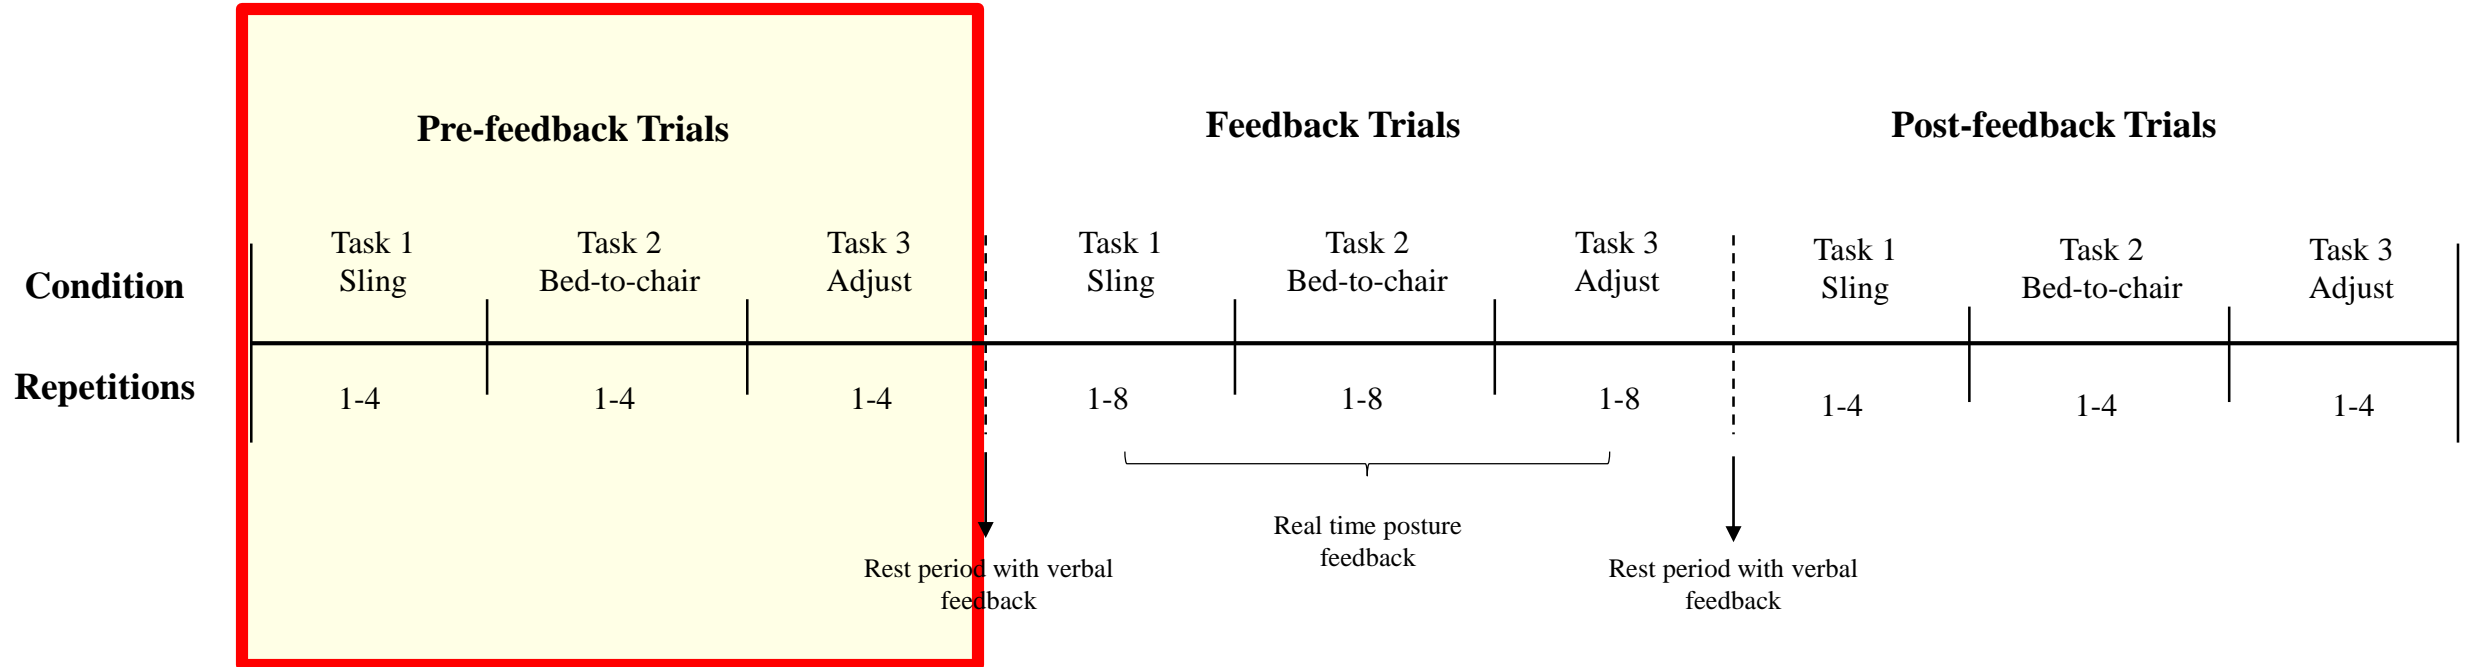 Pre-feedback Trials
Feedback Trials
Post-feedback Trials
Condition
Task 1
Sling
Task 2
Bed-to-chair
Task 3
Adjust
Task 1
Sling
Task 2
Bed-to-chair
Task 3
Adjust
Task 1
Sling
Task 2
Bed-to-chair
Task 3
Adjust
Repetitions
1-4
1-4
1-4
1-8
1-8
1-8
1-4
1-4
1-4
Rest period with verbal
feedback
Real time posture
feedback
Rest period with verbal
feedback